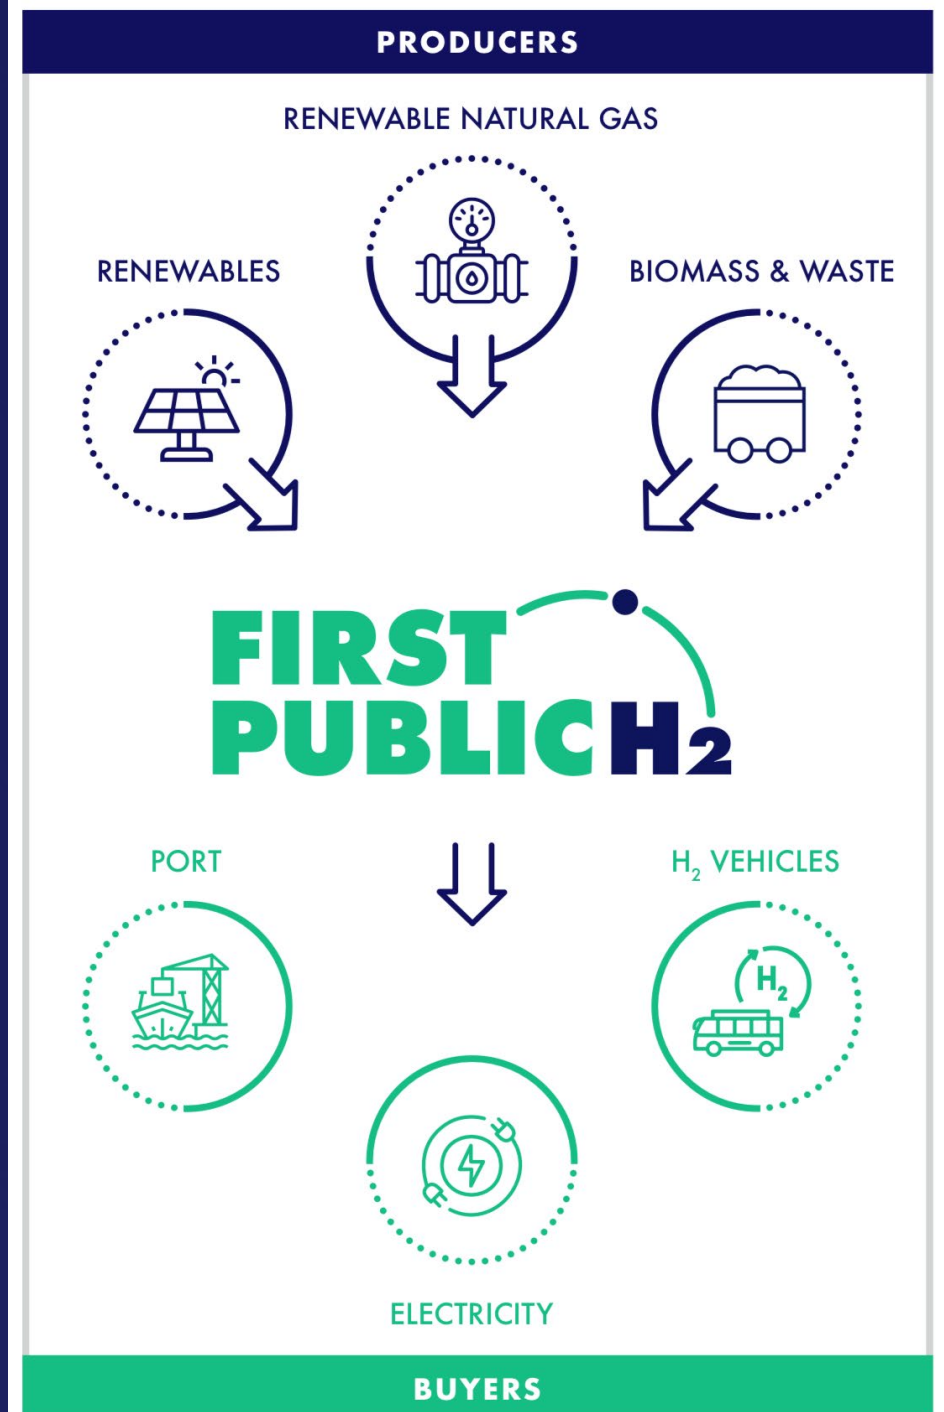 PRODUCERS
RENEWABLE NATURAL GAS
RENEWABLES
BIOMASS & WASTE
FIRST
PUBLIC H2
PORT
H₂ VEHICLES
H₂
ELECTRICITY
BUYERS